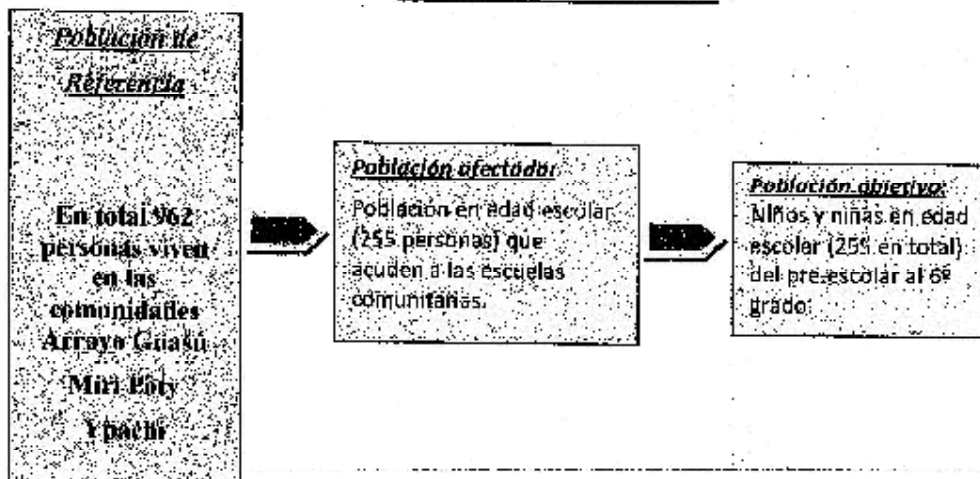 Población de
Referencia
En total 962
personas viven
en las
comunidades
Arroyo Guasú
Miri Poty
Ypachi
Población afectada:
Población en edad escolar
(255 personas) que
acuden a las escuelas
comunitarias.
Población objetivo:
Niños y niñas en edad
escolar (255 en total)
del pre-escolar al 6º
grado.